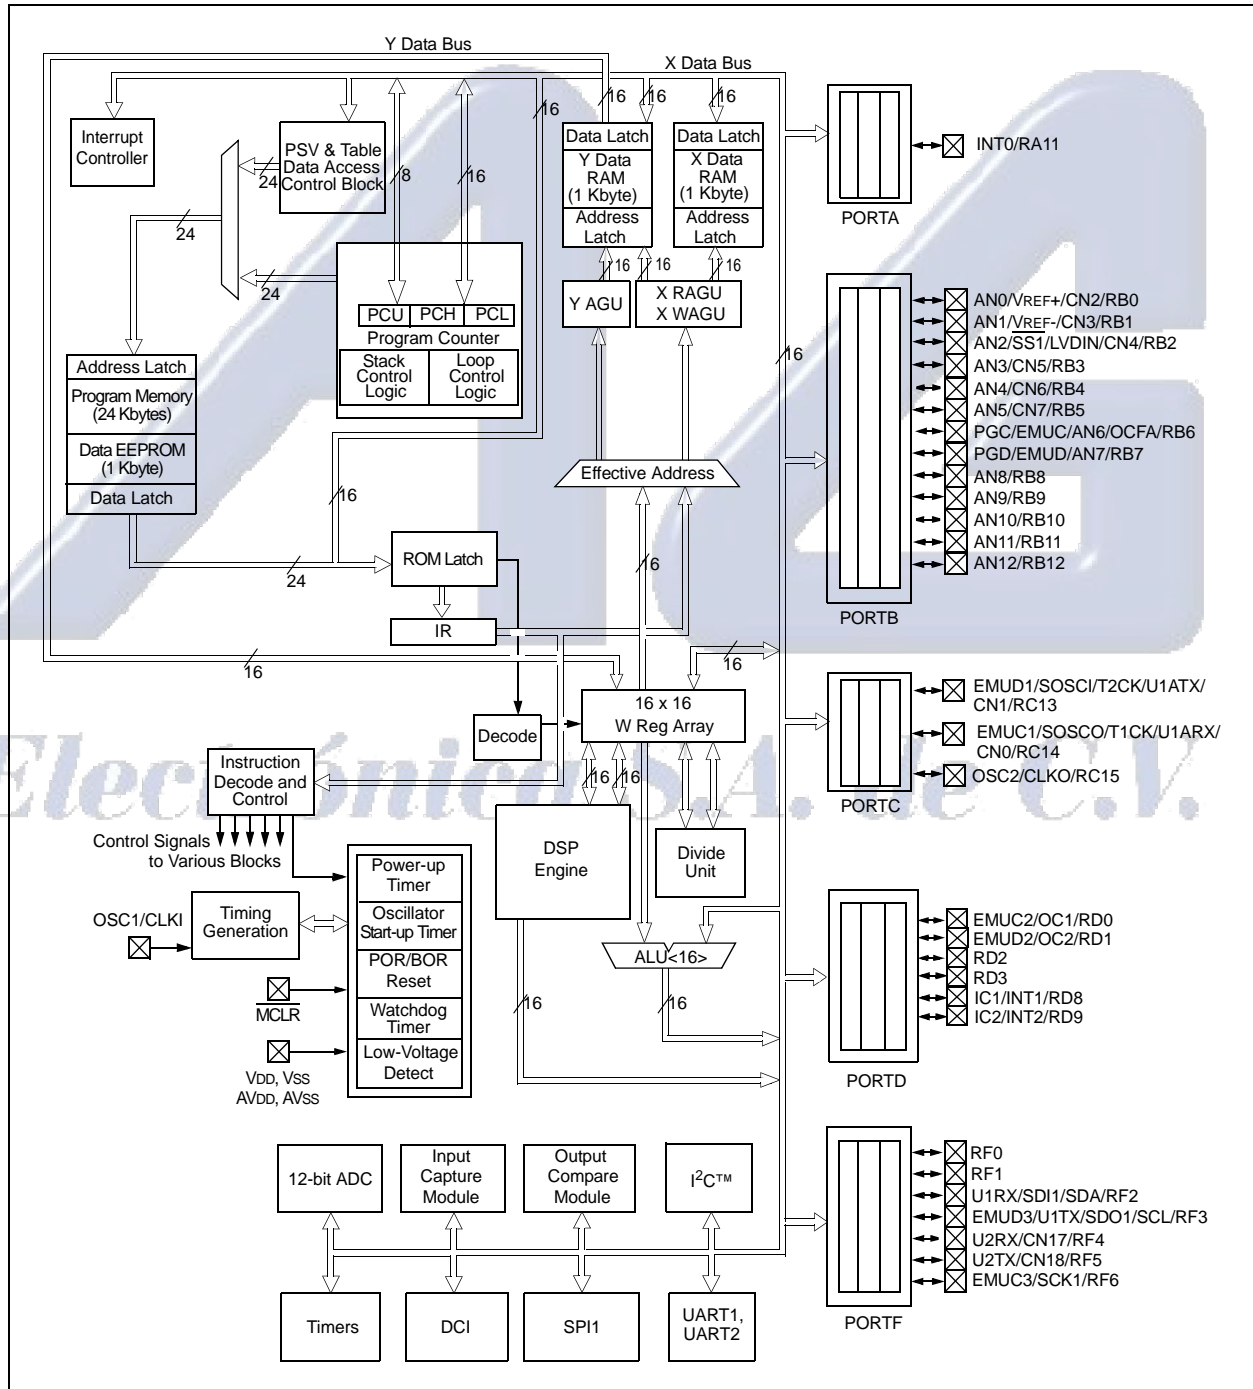 Y Data Bus
X Data Bus
16
16
16
16
Interrupt
Controller
PSV & Table
Data Access
Control Block
24
8
16
24
24
Data Latch
Y Data
RAM
(1 Kbyte)
Address
Latch
Data Latch
X Data
RAM
(1 Kbyte)
Address
Latch
16
16
16
Y AGU
X RAGU
X WAGU
PCU PCH PCL
Program Counter
Stack
Control
Logic
Loop
Control
Logic
Address Latch
Program Memory
(24 Kbytes)
Data EEPROM
(1 Kbyte)
Data Latch
16
Effective Address
16
24
ROM Latch
16
IR
16
16
16 x 16
W Reg Array
Decode
Instruction
Decode and
Control
Control Signals
to Various Blocks
16
16
DSP
Engine
Divide
Unit
OSC1/CLKI
Timing
Generation
Power-up
Timer
Oscillator
Start-up Timer
POR/BOR
Reset
Watchdog
Timer
Low-Voltage
Detect
MCLR
VDD, VSS
AVDD, AVSS
ALU<16>
16
16
12-bit ADC
Input
Capture
Module
Output
Compare
Module
I²C™
Timers
DCI
SPI1
UART1,
UART2
INT0/RA11
PORTA
AN0/VREF+/CN2/RB0
AN1/VREF-/CN3/RB1
AN2/SS1/LVDIN/CN4/RB2
AN3/CN5/RB3
AN4/CN6/RB4
AN5/CN7/RB5
PGC/EMUC/AN6/OCFA/RB6
PGD/EMUD/AN7/RB7
AN8/RB8
AN9/RB9
AN10/RB10
AN11/RB11
AN12/RB12
PORTB
EMUD1/SOSCI/T2CK/U1ATX/
CN1/RC13
EMUC1/SOSCO/T1CK/U1ARX/
CN0/RC14
OSC2/CLKO/RC15
PORTC
EMUC2/OC1/RD0
EMUD2/OC2/RD1
RD2
RD3
IC1/INT1/RD8
IC2/INT2/RD9
PORTD
RF0
RF1
U1RX/SDI1/SDA/RF2
EMUD3/U1TX/SDO1/SCL/RF3
U2RX/CN17/RF4
U2TX/CN18/RF5
EMUC3/SCK1/RF6
PORTF
AG
Electrónica S.A. de C.V.